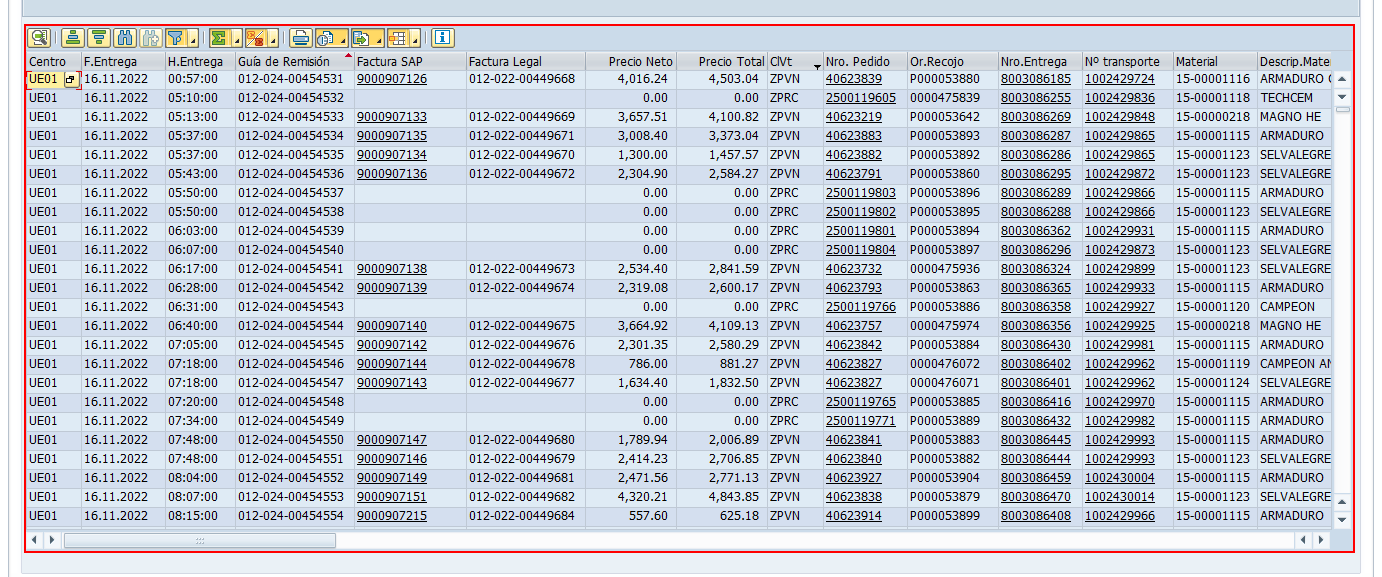 Centro F.Entrega H.Entrega Guía de Remisión Factura SAP Factura Legal Precio Neto Precio Total ClVt Nro. Pedido Or.Recojo Nro.Entrega Nº transporte Material Descrip.Mate
UE01 16.11.2022 00:57:00 012-024-00454531 9000907126 012-022-00449668 4,016.24 4,503.04 ZPVN 40623839 P000053880 8003086185 1002429724 15-00001116 ARMADURO
UE01 16.11.2022 05:10:00 012-024-00454532 0.00 0.00 ZPRC 2500119605 0000475839 8003086255 1002429836 15-00001118 TECHCEM
UE01 16.11.2022 05:13:00 012-024-00454533 9000907133 012-022-00449669 3,657.51 4,100.82 ZPVN 40623219 P000053642 8003086269 1002429848 15-00000218 MAGNO HE
UE01 16.11.2022 05:37:00 012-024-00454534 9000907135 012-022-00449671 3,008.40 3,373.04 ZPVN 40623883 P000053893 8003086287 1002429865 15-00001115 ARMADURO
UE01 16.11.2022 05:37:00 012-024-00454535 9000907134 012-022-00449670 1,300.00 1,457.57 ZPVN 40623882 P000053892 8003086286 1002429865 15-00001123 SELVALEGRE
UE01 16.11.2022 05:43:00 012-024-00454536 9000907136 012-022-00449672 2,304.90 2,584.27 ZPVN 40623791 P000053860 8003086295 1002429872 15-00001123 SELVALEGRE
UE01 16.11.2022 05:50:00 012-024-00454537 0.00 0.00 ZPRC 2500119803 P000053896 8003086289 1002429866 15-00001115 ARMADURO
UE01 16.11.2022 05:50:00 012-024-00454538 0.00 0.00 ZPRC 2500119802 P000053895 8003086288 1002429866 15-00001123 SELVALEGRE
UE01 16.11.2022 06:03:00 012-024-00454539 0.00 0.00 ZPRC 2500119801 P000053894 8003086362 1002429931 15-00001115 ARMADURO
UE01 16.11.2022 06:07:00 012-024-00454540 0.00 0.00 ZPRC 2500119804 P000053897 8003086296 1002429873 15-00001123 SELVALEGRE
UE01 16.11.2022 06:17:00 012-024-00454541 9000907138 012-022-00449673 2,534.40 2,841.59 ZPVN 40623732 0000475936 8003086324 1002429899 15-00001123 SELVALEGRE
UE01 16.11.2022 06:28:00 012-024-00454542 9000907139 012-022-00449674 2,319.08 2,600.17 ZPVN 40623793 P000053863 8003086365 1002429933 15-00001115 ARMADURO
UE01 16.11.2022 06:31:00 012-024-00454543 0.00 0.00 ZPRC 2500119766 P000053886 8003086358 1002429927 15-00001120 CAMPEON
UE01 16.11.2022 06:40:00 012-024-00454544 9000907140 012-022-00449675 3,664.92 4,109.13 ZPVN 40623757 0000475974 8003086356 1002429925 15-00000218 MAGNO HE
UE01 16.11.2022 07:05:00 012-024-00454545 9000907142 012-022-00449676 2,301.35 2,580.29 ZPVN 40623842 P000053884 8003086430 1002429981 15-00001115 ARMADURO
UE01 16.11.2022 07:18:00 012-024-00454546 9000907144 012-022-00449678 786.00 881.27 ZPVN 40623827 0000476072 8003086402 1002429962 15-00001119 CAMPEON AN
UE01 16.11.2022 07:18:00 012-024-00454547 9000907143 012-022-00449677 1,634.40 1,832.50 ZPVN 40623827 0000476071 8003086401 1002429962 15-00001124 SELVALEGRE
UE01 16.11.2022 07:20:00 012-024-00454548 0.00 0.00 ZPRC 2500119765 P000053885 8003086416 1002429970 15-00001115 ARMADURO
UE01 16.11.2022 07:34:00 012-024-00454549 0.00 0.00 ZPRC 2500119771 P000053889 8003086432 1002429982 15-00001115 ARMADURO
UE01 16.11.2022 07:48:00 012-024-00454550 9000907147 012-022-00449680 1,789.94 2,006.89 ZPVN 40623841 P000053883 8003086445 1002429993 15-00001115 ARMADURO
UE01 16.11.2022 07:48:00 012-024-00454551 9000907146 012-022-00449679 2,414.23 2,706.85 ZPVN 40623840 P000053882 8003086444 1002429993 15-00001123 SELVALEGRE
UE01 16.11.2022 08:04:00 012-024-00454552 9000907149 012-022-00449681 2,471.56 2,771.13 ZPVN 40623927 P000053904 8003086459 1002430004 15-00001115 ARMADURO
UE01 16.11.2022 08:07:00 012-024-00454553 9000907151 012-022-00449682 4,320.21 4,843.85 ZPVN 40623838 P000053879 8003086470 1002430014 15-00001123 SELVALEGRE
UE01 16.11.2022 08:15:00 012-024-00454554 9000907215 012-022-00449684 557.60 625.18 ZPVN 40623914 P000053899 8003086408 1002429966 15-00001115 ARMADURO